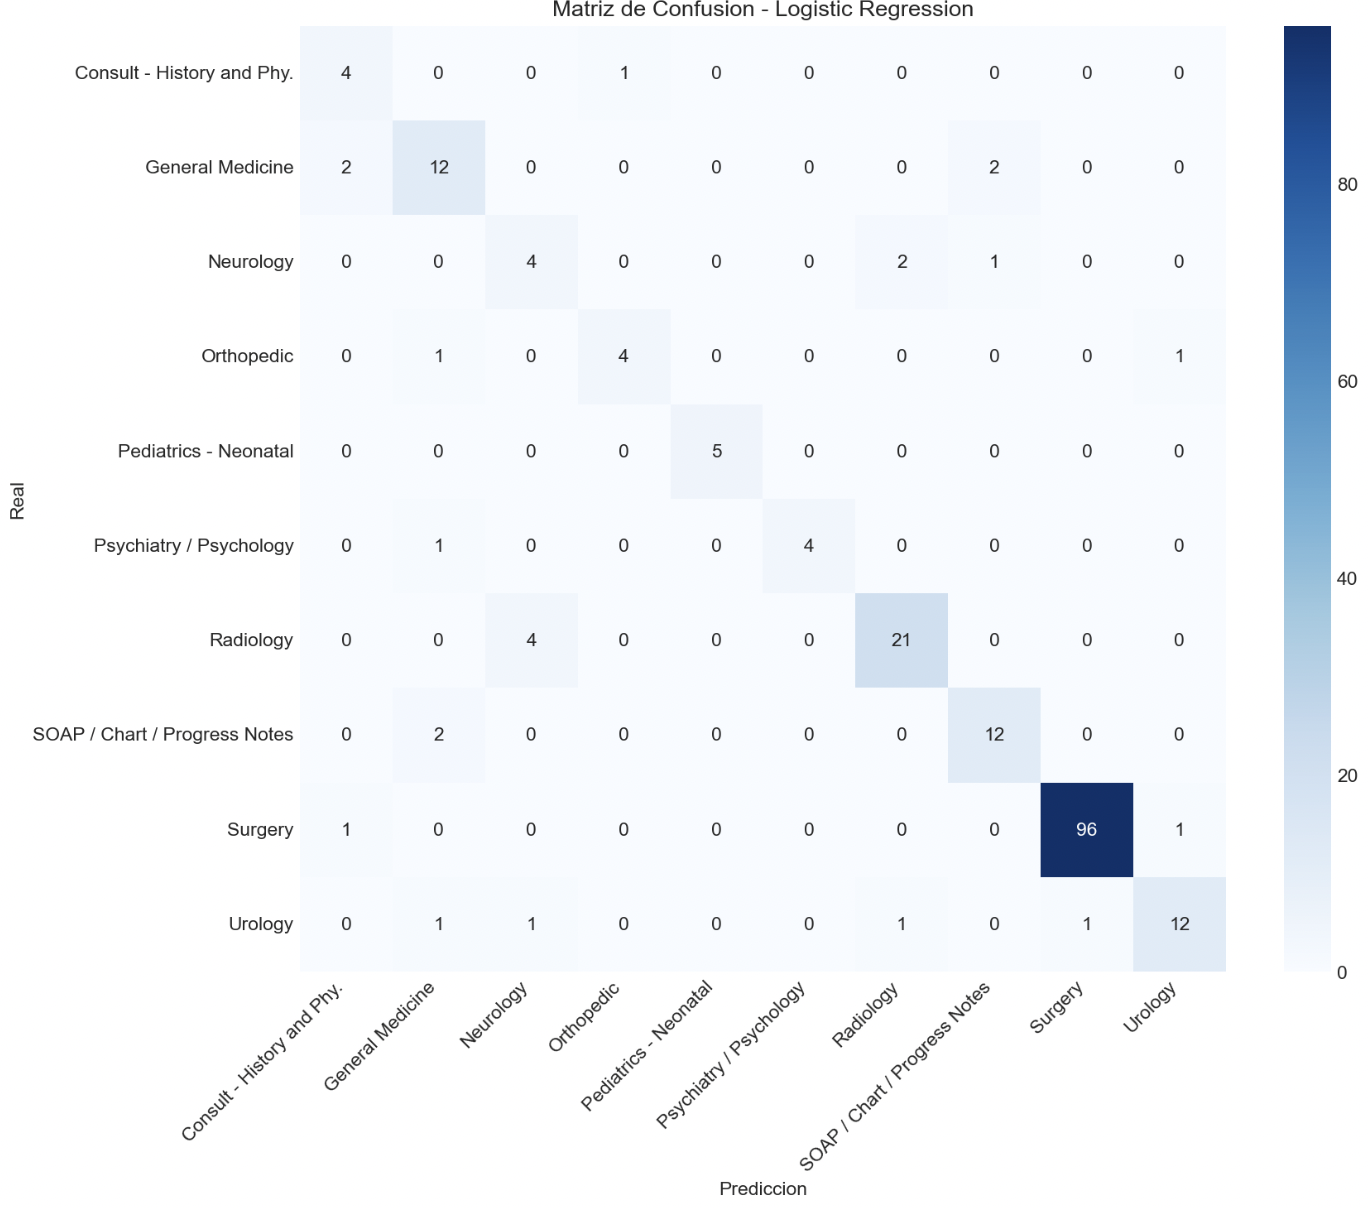 Matriz de Confusion - Logistic Regression
Consult - History and Phy. 4 0 0 1 0 0 0 0 0 0
General Medicine 2 12 0 0 0 0 0 2 0 0
Neurology 0 0 4 0 0 0 2 1 0 0
Orthopedic 0 1 0 4 0 0 0 0 0 1
Pediatrics - Neonatal 0 0 0 0 5 0 0 0 0 0
Psychiatry / Psychology 0 1 0 0 0 4 0 0 0 0
Radiology 0 0 4 0 0 0 21 0 0 0
SOAP / Chart / Progress Notes 0 2 0 0 0 0 0 12 0 0
Surgery 1 0 0 0 0 0 0 0 96 1
Urology 0 1 1 0 0 0 1 0 1 12
Real
Consult - History and Phy.
General Medicine
Neurology
Orthopedic
Pediatrics - Neonatal
Psychiatry / Psychology
Radiology
SOAP / Chart / Progress Notes
Surgery
Urology
Prediccion
80
60
40
20
0